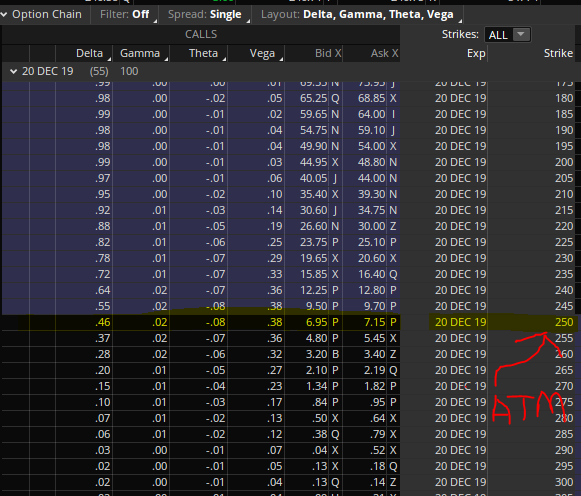 Option Chain Filter: Off Spread: Single Layout: Delta, Gamma, Theta, Vega
CALLS Strikes: ALL
Delta Gamma Theta Vega Bid X Ask X Exp Strike
20 DEC 19 (55) 100
.99 .00 .00 .01 69.55 N 73.95 J 20 DEC 19 175
.98 .00 -.02 .05 65.25 Q 68.85 X 20 DEC 19 180
.99 .00 -.01 .02 59.65 N 64.00 I 20 DEC 19 185
.98 .00 -.01 .04 54.75 N 59.10 J 20 DEC 19 190
.98 .00 -.01 .04 49.90 N 54.00 X 20 DEC 19 195
.99 .00 -.01 .03 44.95 X 48.80 N 20 DEC 19 200
.97 .00 -.01 .06 40.05 J 44.00 N 20 DEC 19 205
.95 .00 -.02 .10 35.40 X 39.30 N 20 DEC 19 210
.92 .01 -.03 .14 30.60 J 34.75 N 20 DEC 19 215
.88 .01 -.05 .19 26.60 N 30.00 Z 20 DEC 19 220
.82 .01 -.06 .25 23.75 P 25.10 P 20 DEC 19 225
.78 .01 -.07 .29 19.65 X 20.60 X 20 DEC 19 230
.72 .01 -.07 .33 15.85 X 16.40 Q 20 DEC 19 235
.64 .02 -.07 .36 12.25 P 12.80 P 20 DEC 19 240
.55 .02 -.08 .38 9.50 P 9.70 P 20 DEC 19 245
.46 .02 -.08 .38 6.95 P 7.15 P 20 DEC 19 250
.37 .02 -.07 .36 4.80 P 5.45 X 20 DEC 19 255
.28 .02 -.06 .32 3.20 B 3.40 Z 20 DEC 19 260
.20 .01 -.05 .27 2.10 P 2.19 Q 20 DEC 19 265
.15 .01 -.04 .23 1.34 P 1.82 P 20 DEC 19 270
.10 .01 -.03 .17 .84 P .95 P 20 DEC 19 275
ATM
.07 .01 -.02 .13 .50 X .64 X 20 DEC 19 280
.06 .01 -.02 .12 .38 Q .79 X 20 DEC 19 285
.03 .00 -.01 .07 .04 X .52 X 20 DEC 19 290
.02 .00 -.01 .05 .13 X .18 Q 20 DEC 19 295
.02 .00 -.01 .04 .13 Q .14 Z 20 DEC 19 300